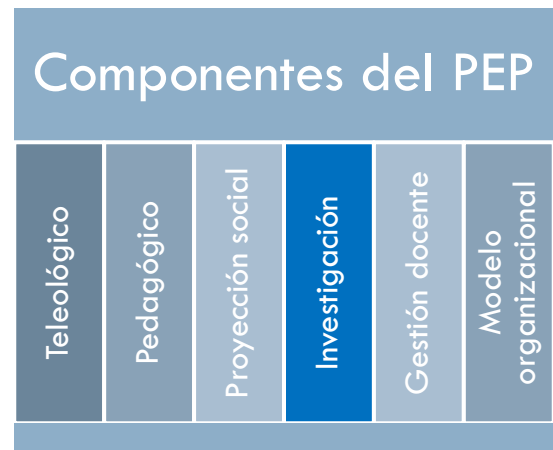 Componentes del PEP
Teleológico
Pedagógico
Proyección social
Investigación
Gestión docente
Modelo
organizacional